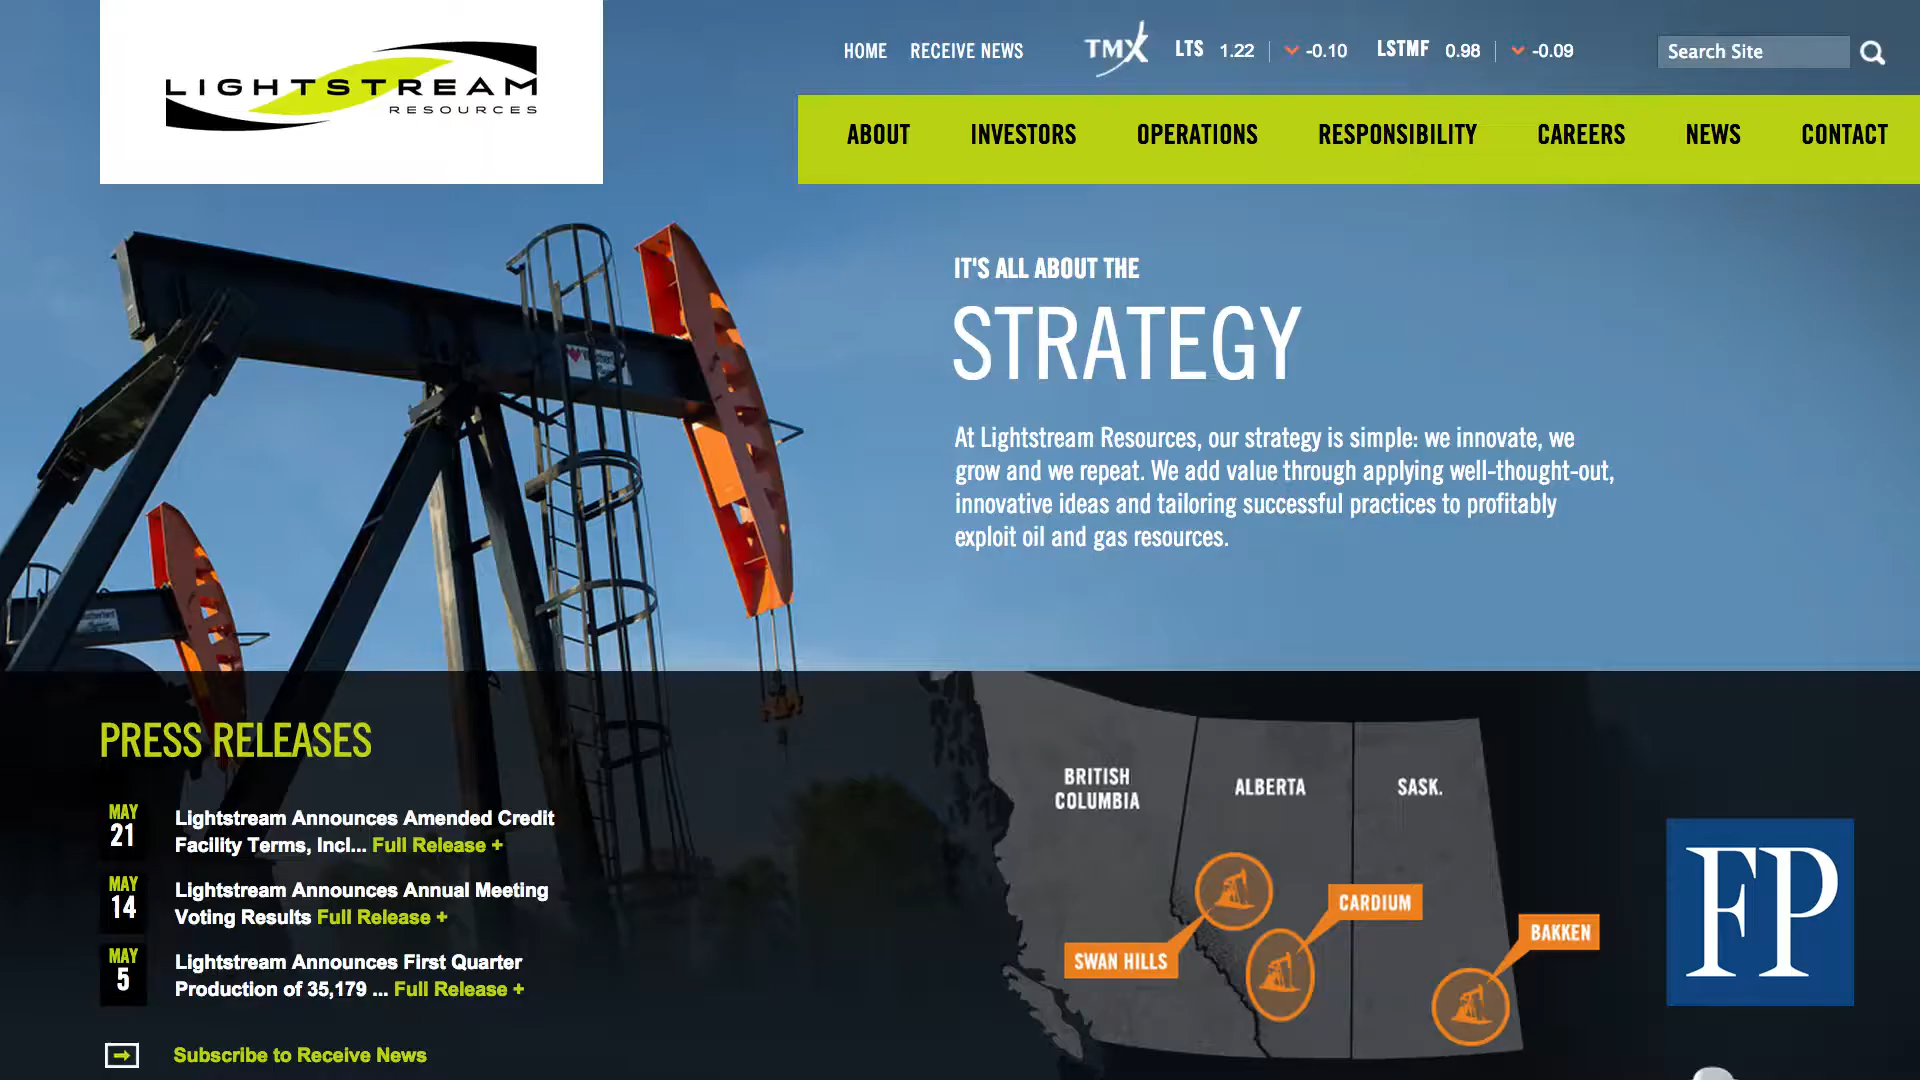 LIGHTSTREAM
RESOURCES
HOME RECEIVE NEWS TMX LTS 1.22 -0.10 LSTMF 0.98 -0.09 Search Site
ABOUT INVESTORS OPERATIONS RESPONSIBILITY CAREERS NEWS CONTACT
IT'S ALL ABOUT THE
STRATEGY
At Lightstream Resources, our strategy is simple: we innovate, we
grow and we repeat. We add value through applying well-thought-out,
innovative ideas and tailoring successful practices to profitably
exploit oil and gas resources.
PRESS RELEASES
MAY
21
Lightstream Announces Amended Credit
Facility Terms, Incl... Full Release +
MAY
14
Lightstream Announces Annual Meeting
Voting Results Full Release +
MAY
5
Lightstream Announces First Quarter
Production of 35,179 ... Full Release +
Subscribe to Receive News
BRITISH
COLUMBIA
ALBERTA
SASK.
CARDIUM
BAKKEN
SWAN HILLS
FP